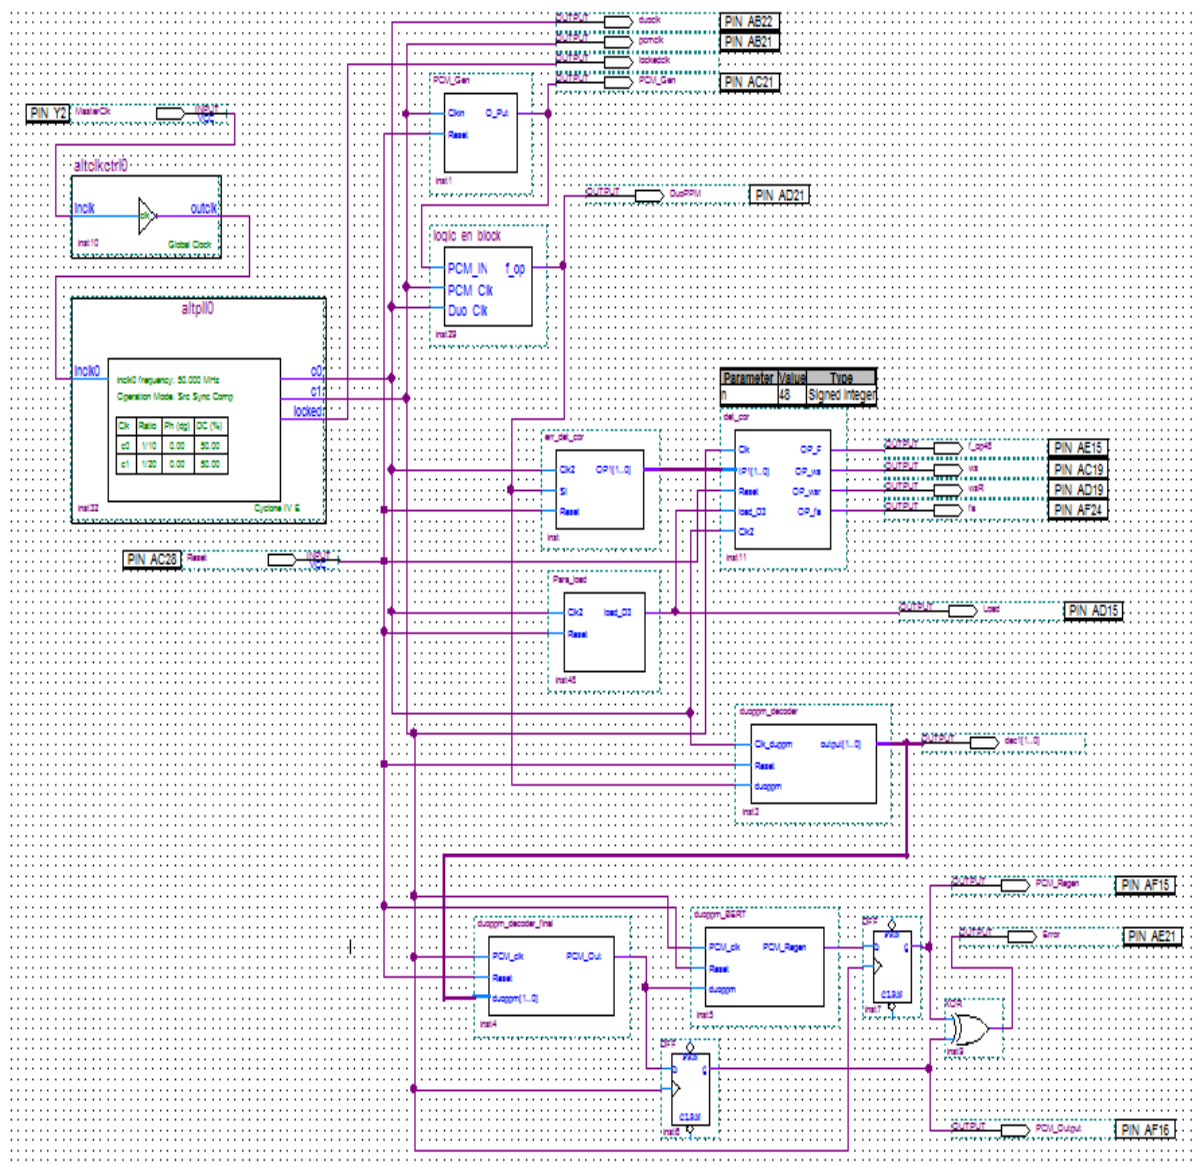 OUTPUT duoclk PIN AB22
OUTPUT pcmclk PIN AB21
OUTPUT lockedclk
OUTPUT PCM_Gen PIN AC21
PCM_Gen
Clkin O_Put
Reset
inst1
PIN Y2 MasterClk INPUT VCC
altclkctrl0
inclk outclk
clk
inst10 Global Clock
OUTPUT DuoPPM PIN AD21
logic en block
PCM_IN f_op
PCM Clk
Duo Clk
inst29
altpll0
inclk0 c0
inclk0 frequency: 50.000 MHz
Operation Mode: Src Sync Comp
c1
locked
Clk Ratio Ph (dg) DC (%)
c0 1/10 0.00 50.00
c1 1/20 0.00 50.00
inst22 Cyclone IV E
Parameter Value Type
n 48 Signed Integer
del_cor
Clk OP_F
IP1(1..0) OP_ws
Reset OP_wsr
load_D3 OP_fs
Clk2
inst11
OUTPUT f_op48 PIN AE15
OUTPUT ws PIN AC19
OUTPUT wsR PIN AD19
OUTPUT fs PIN AF24
err_del_cor
Clk2 OP1(1..0)
SI
Reset
inst
PIN AC28 Reset INPUT VCC
Para_load
Clk2 load_D3
Reset
inst48
OUTPUT Load PIN AD15
duoppm_decoder
Clk_duppm output(1..0)
Reset
duoppm
inst3
OUTPUT dec1[1..0]
duoppm_decoder_final
PCM_clk PCM_Out
Reset
duoppm(1..0)
inst4
duoppm_BERT
PCM_clk PCM_Regen
Reset
duoppm
inst5
DFF
PRN
D Q
CLRN
inst7
OUTPUT PCM_Regen PIN AF15
OUTPUT Error PIN AE21
XOR
inst9
DFF
PRN
D Q
CLRN
inst6
OUTPUT PCM_Output PIN AF16